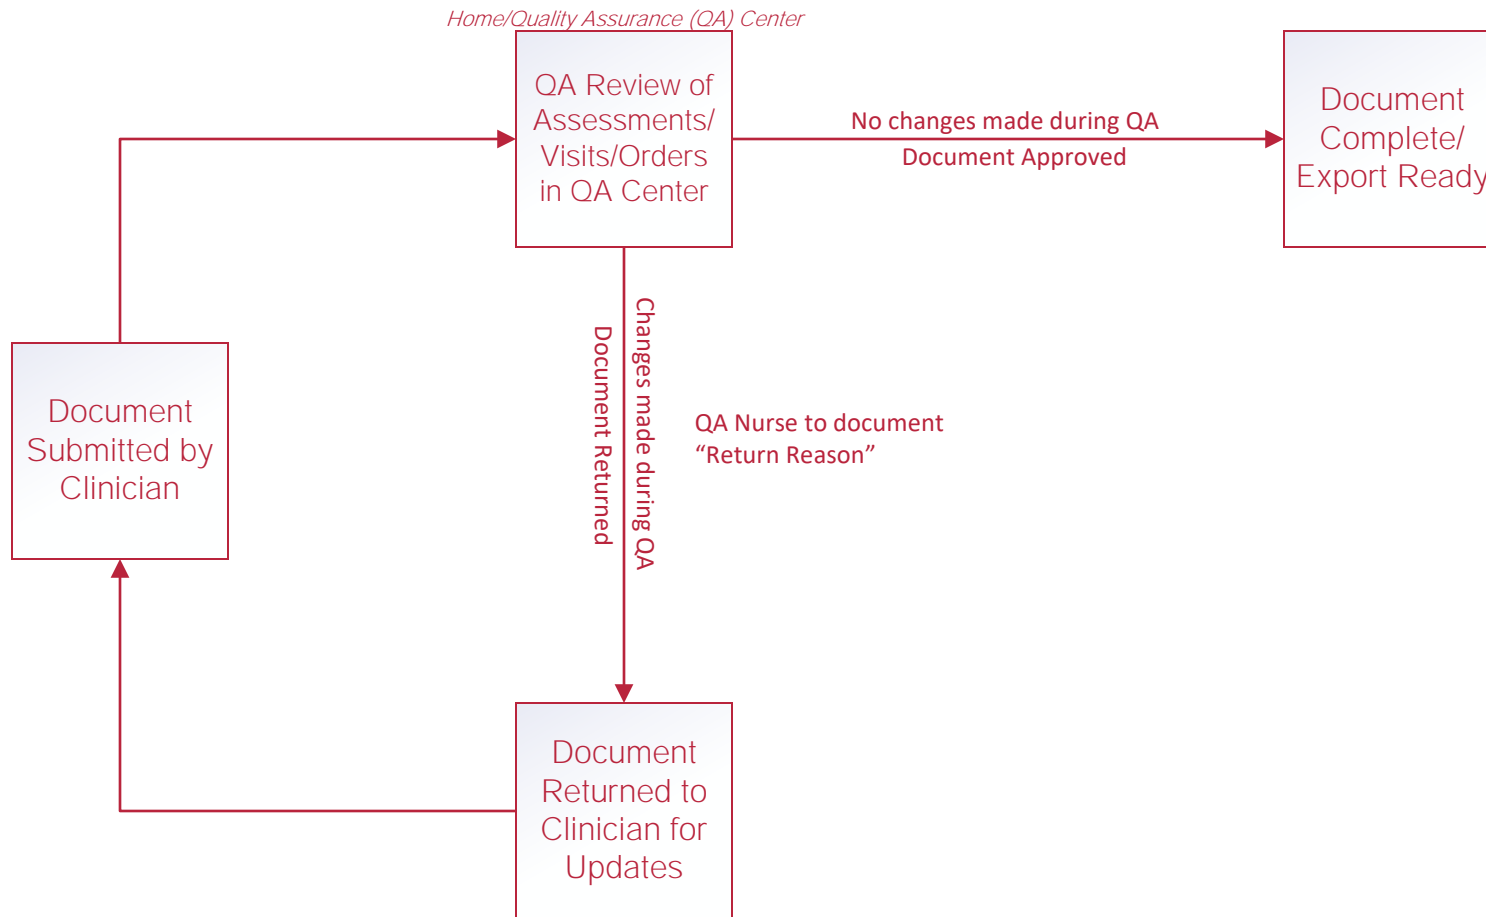 Home/Quality Assurance (QA) Center
QA Review of
Assessments/
Visits/Orders
in QA Center
No changes made during QA
Document Approved
Document
Complete/
Export Ready
Changes made during QA
Document Returned
QA Nurse to document
“Return Reason”
Document
Submitted by
Clinician
Document
Returned to
Clinician for
Updates